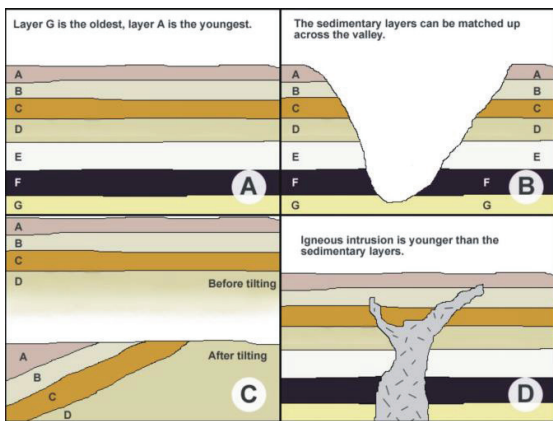 Layer G is the oldest, layer A is the youngest.
A
B
C
D
E
F
G
A
The sedimentary layers can be matched up
across the valley.
A A
B B
C C
D D
E E
F F
G G
B
A
B
C
D
Before tilting
After tilting
A
B
C
D
C
Igneous intrusion is younger than the
sedimentary layers.
D